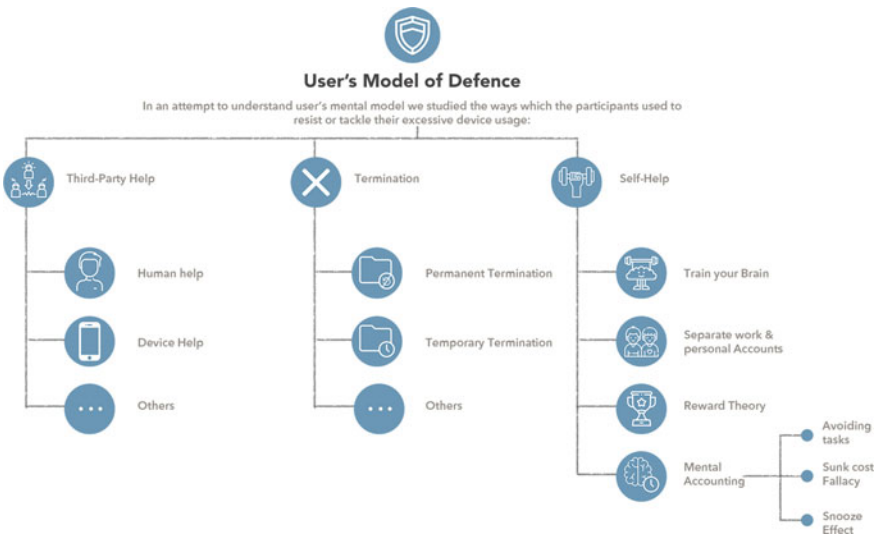 User's Model of Defence
In an attempt to understand user's mental model we studied the ways which the participants used to
resist or tackle their excessive device usage:
Third-Party Help
Human help
Device Help
Others
Termination
Permanent Termination
Temporary Termination
Others
Self-Help
Train your Brain
Separate work &
personal Accounts
Reward Theory
Mental
Accounting
Avoiding
tasks
Sunk cost
Fallacy
Snooze
Effect